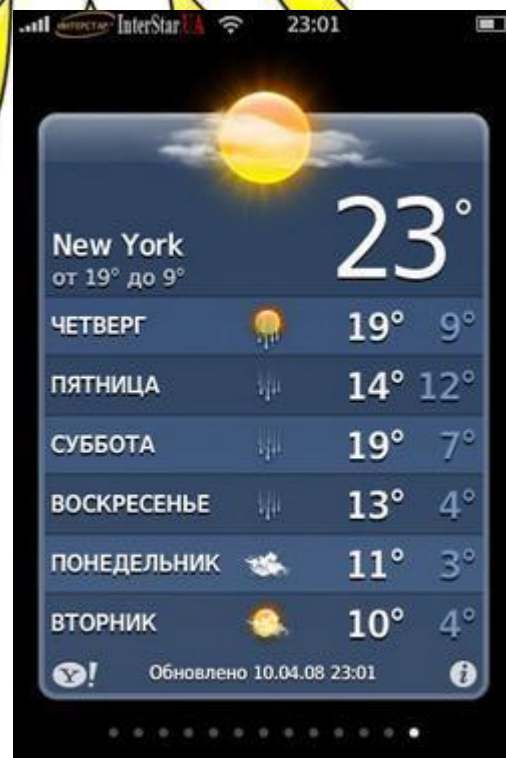 ИНТЕРСТАР InterStar UA 23:01
23°
New York
от 19° до 9°
ЧЕТВЕРГ 19° 9°
ПЯТНИЦА 14° 12°
СУББОТА 19° 7°
ВОСКРЕСЕНЬЕ 13° 4°
ПОНЕДЕЛЬНИК 11° 3°
ВТОРНИК 10° 4°
Y! Обновлено 10.04.08 23:01 i